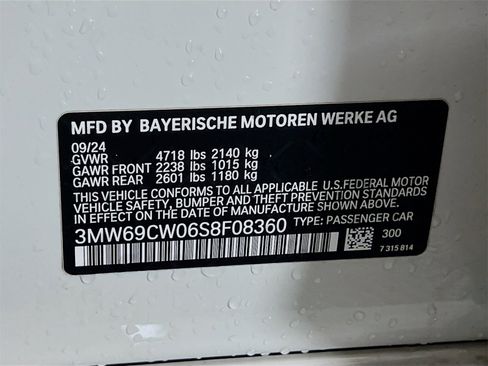 MFD BY BAYERISCHE MOTOREN WERKE AG
09/24
GVWR 4718 lbs 2140 kg
GAWR FRONT 2238 lbs 1015 kg
GAWR REAR 2601 lbs 1180 kg
THIS VEHICLE CONFORMS TO ALL APPLICABLE U.S.FEDERAL MOTOR
VEHICLE SAFETY, BUMPER, AND THEFT PREVENTION STANDARDS
IN EFFECT ON THE DATE OF MANUFACTURE SHOWN ABOVE.
3MW69CW06S8F08360 TYPE: PASSENGER CAR
300
7 315 814